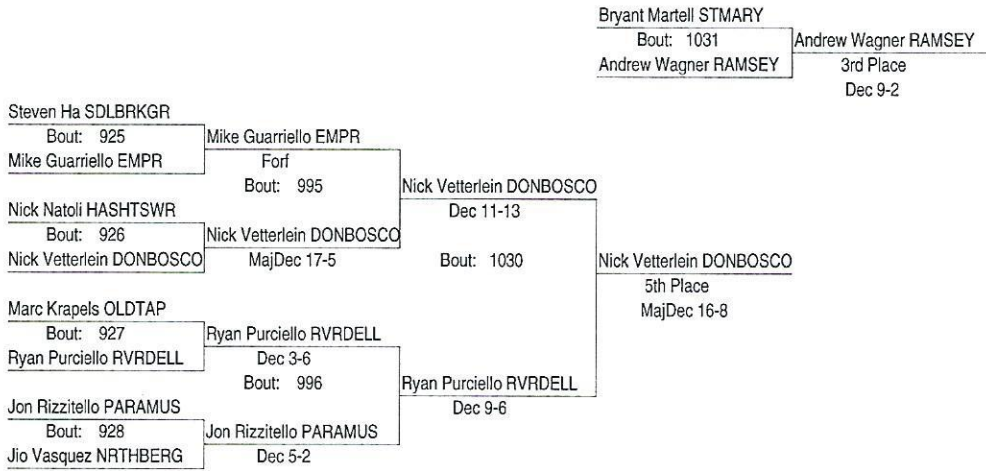 Bryant Martell STMARY
Bout: 1031
Andrew Wagner RAMSEY
Andrew Wagner RAMSEY
3rd Place
Dec 9-2
Steven Ha SDLBRKGR
Bout: 925
Mike Guarriello EMPR
Mike Guarriello EMPR
Forf
Bout: 995
Nick Natoli HASHTSWR
Bout: 926
Nick Vetterlein DONBOSCO
Nick Vetterlein DONBOSCO
MajDec 17-5
Nick Vetterlein DONBOSCO
Dec 11-13
Bout: 1030
Nick Vetterlein DONBOSCO
5th Place
MajDec 16-8
Marc Krapels OLDTAP
Bout: 927
Ryan Purciello RVRDELL
Ryan Purciello RVRDELL
Dec 3-6
Bout: 996
Ryan Purciello RVRDELL
Dec 9-6
Jon Rizzitello PARAMUS
Bout: 928
Jio Vasquez NRTHBERG
Jon Rizzitello PARAMUS
Dec 5-2